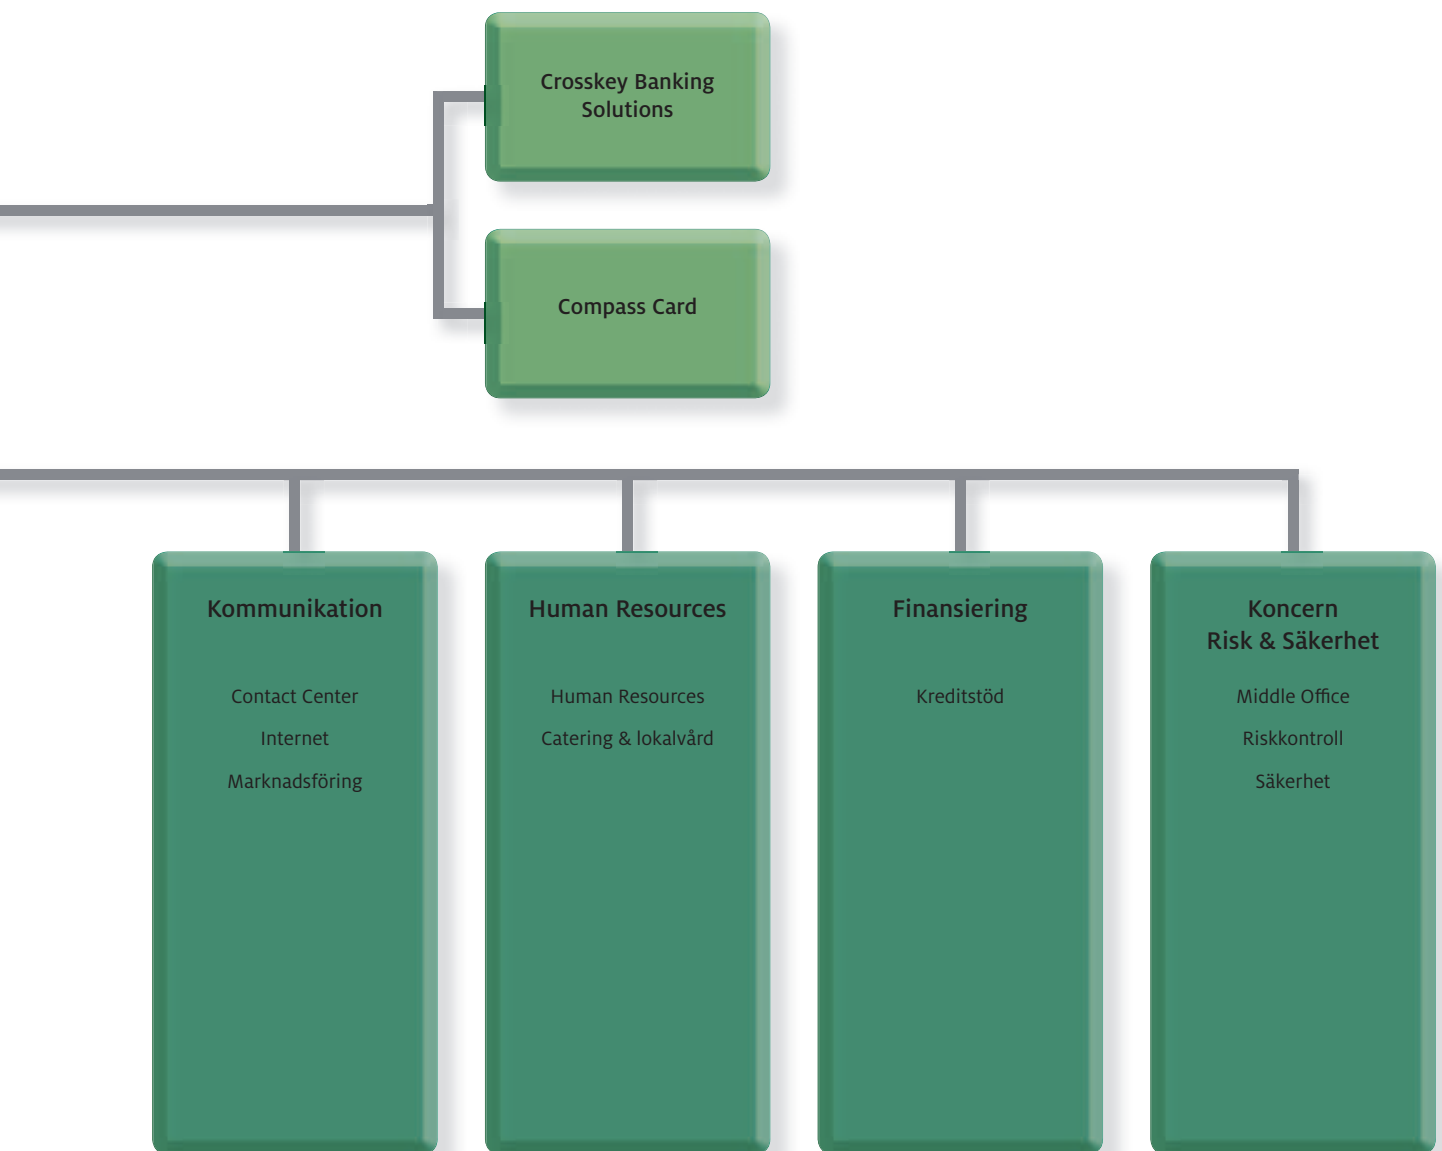 Crosskey Banking
Solutions
Compass Card
Kommunikation
Contact Center
Internet
Marknadsföring
Human Resources
Human Resources
Catering & lokalvård
Finansiering
Kreditstöd
Koncern
Risk & Säkerhet
Middle Office
Riskkontroll
Säkerhet